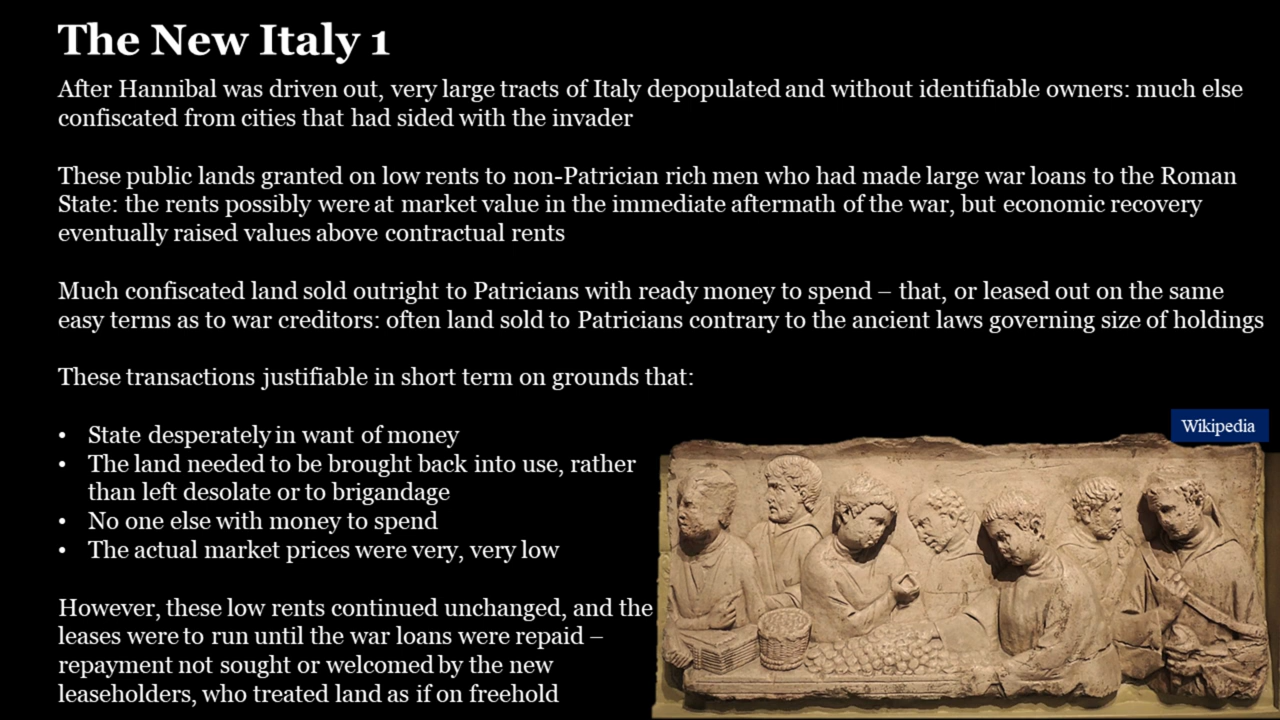 The New Italy 1
After Hannibal was driven out, very large tracts of Italy depopulated and without identifiable owners: much else
confiscated from cities that had sided with the invader
These public lands granted on low rents to non-Patrician rich men who had made large war loans to the Roman
State: the rents possibly were at market value in the immediate aftermath of the war, but economic recovery
eventually raised values above contractual rents
Much confiscated land sold outright to Patricians with ready money to spend – that, or leased out on the same
easy terms as to war creditors: often land sold to Patricians contrary to the ancient laws governing size of holdings
These transactions justifiable in short term on grounds that:
• State desperately in want of money
• The land needed to be brought back into use, rather
than left desolate or to brigandage
• No one else with money to spend
• The actual market prices were very, very low
However, these low rents continued unchanged, and the
leases were to run until the war loans were repaid –
repayment not sought or welcomed by the new
leaseholders, who treated land as if on freehold
Wikipedia